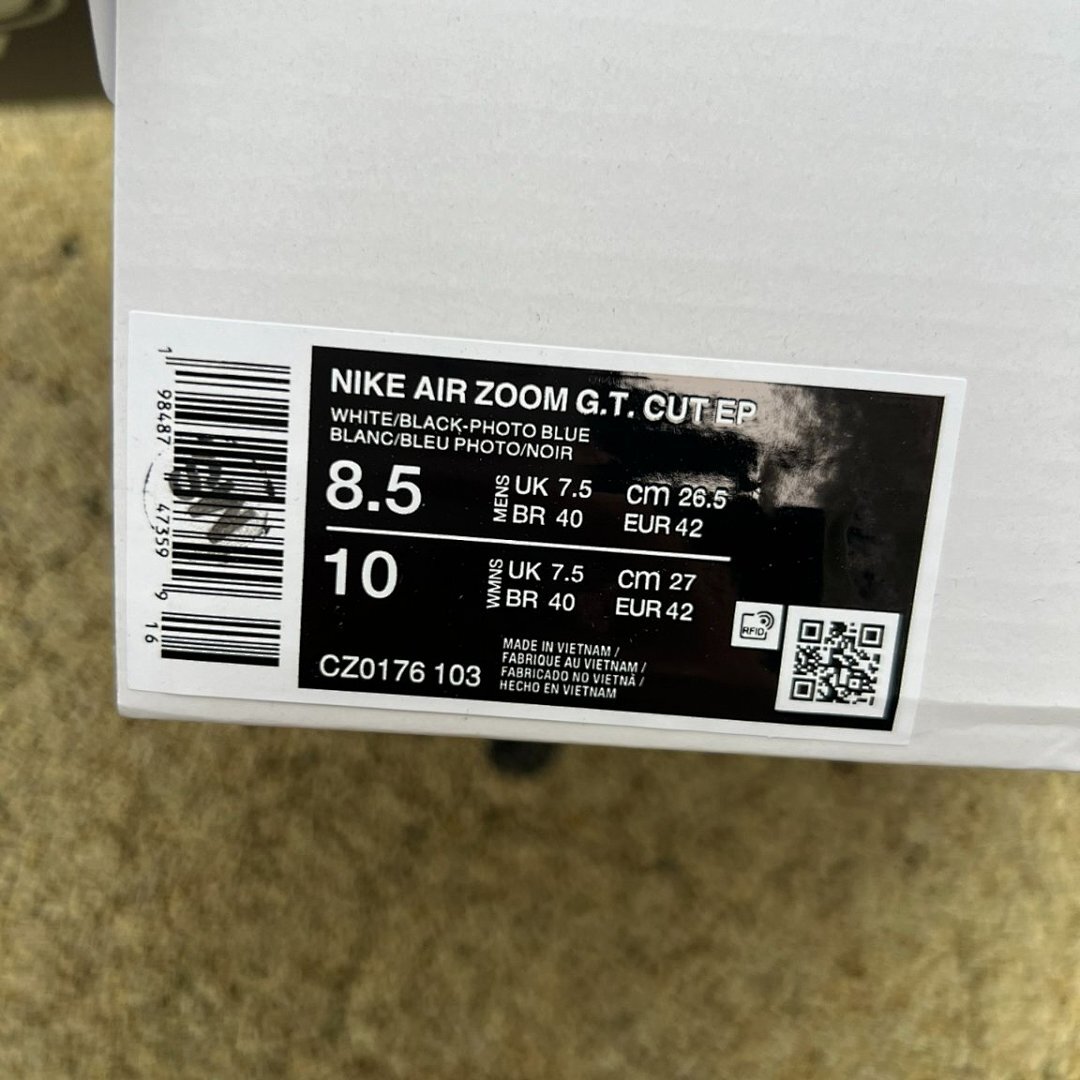 NIKE AIR ZOOM G.T. CUT EP
WHITE/BLACK-PHOTO BLUE
BLANC/BLEU PHOTO/NOIR
8.5
MENS
UK 7.5 cm 26.5
BR 40 EUR 42
10
WMNS
UK 7.5 cm 27
BR 40 EUR 42
CZ0176 103
MADE IN VIETNAM /
FABRIQUE AU VIETNAM /
FABRICADO NO VIETNÃ /
HECHO EN VIETNAM
RFID
1 98487 47359 9 16